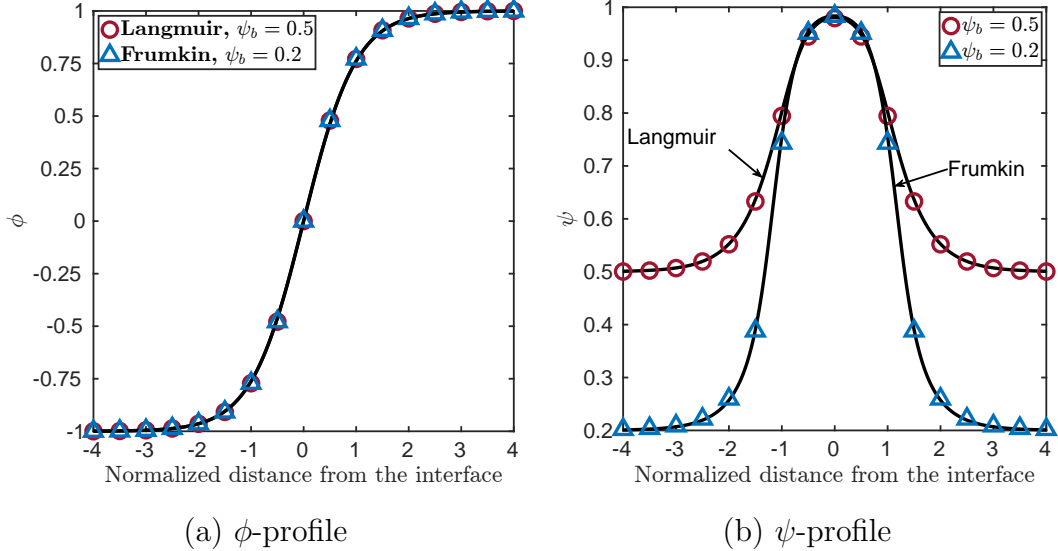 1
0.75
0.5
0.25
0
-0.25
-0.5
-0.75
-1
ϕ
Langmuir, ψ_b = 0.5
Frumkin, ψ_b = 0.2
-4 -3 -2 -1 0 1 2 3 4
Normalized distance from the interface
(a) ϕ-profile
1
0.9
0.8
0.7
0.6
0.5
0.4
0.3
0.2
ψ
ψ_b = 0.5
ψ_b = 0.2
Langmuir
Frumkin
-4 -3 -2 -1 0 1 2 3 4
Normalized distance from the interface
(b) ψ-profile